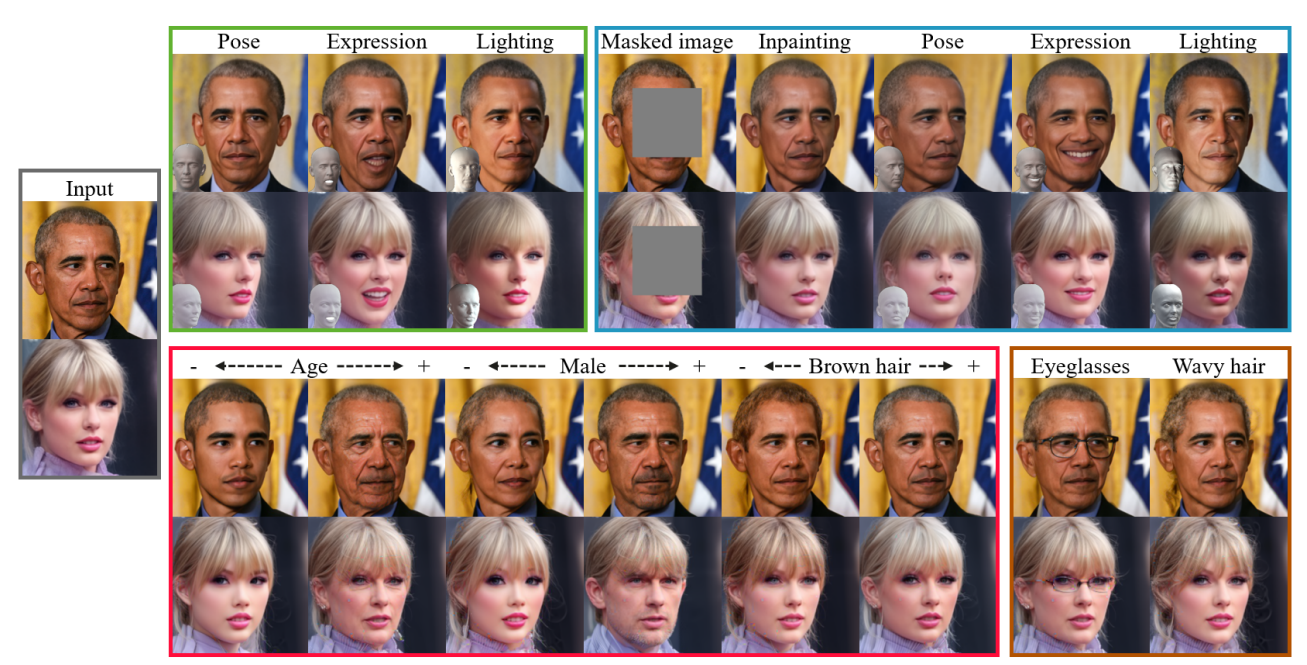 Input
Pose Expression Lighting
Masked image Inpainting Pose Expression Lighting
- Age +
- Male +
- Brown hair +
Eyeglasses Wavy hair